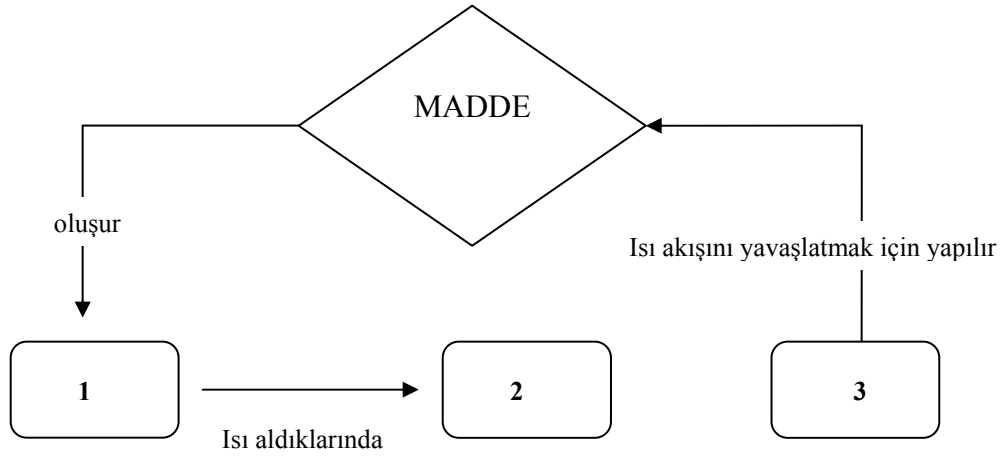 MADDE
oluşur
Isı akışını yavaşlatmak için yapılır
1
2
3
Isı aldıklarında